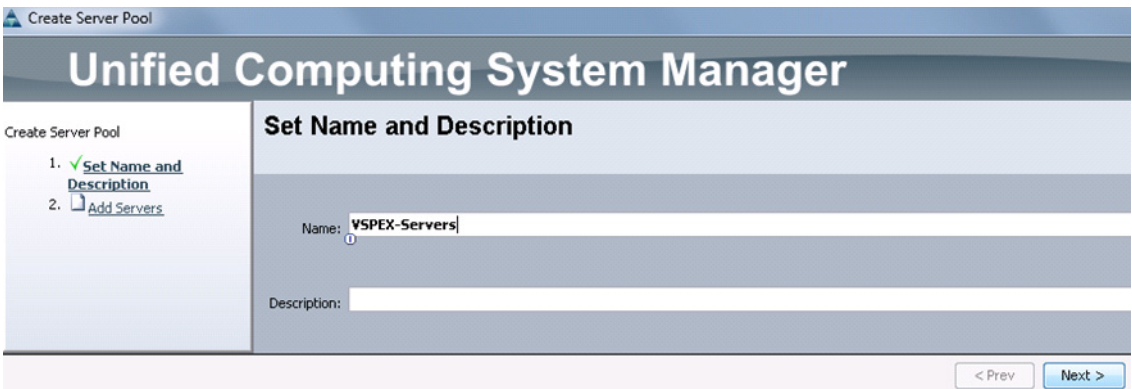 Create Server Pool
Unified Computing System Manager
Create Server Pool
1. Set Name and
Description
2. Add Servers
Set Name and Description
Name: VSPEX-Servers
Description:
< Prev
Next >